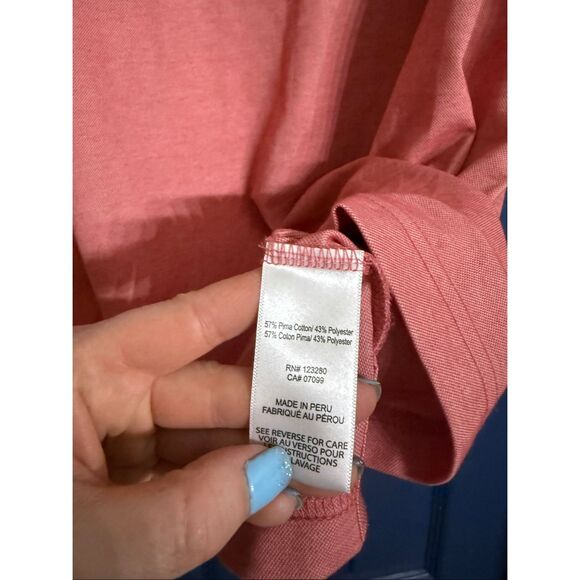 57% Pima Cotton/ 43% Polyester
57% Coton Pima/ 43% Polyester
RN# 123280
CA# 07099
MADE IN PERU
FABRIQUÉ AU PÉROU
SEE REVERSE FOR CARE
VOIR AU VERSO POUR
INSTRUCTIONS
LAVAGE